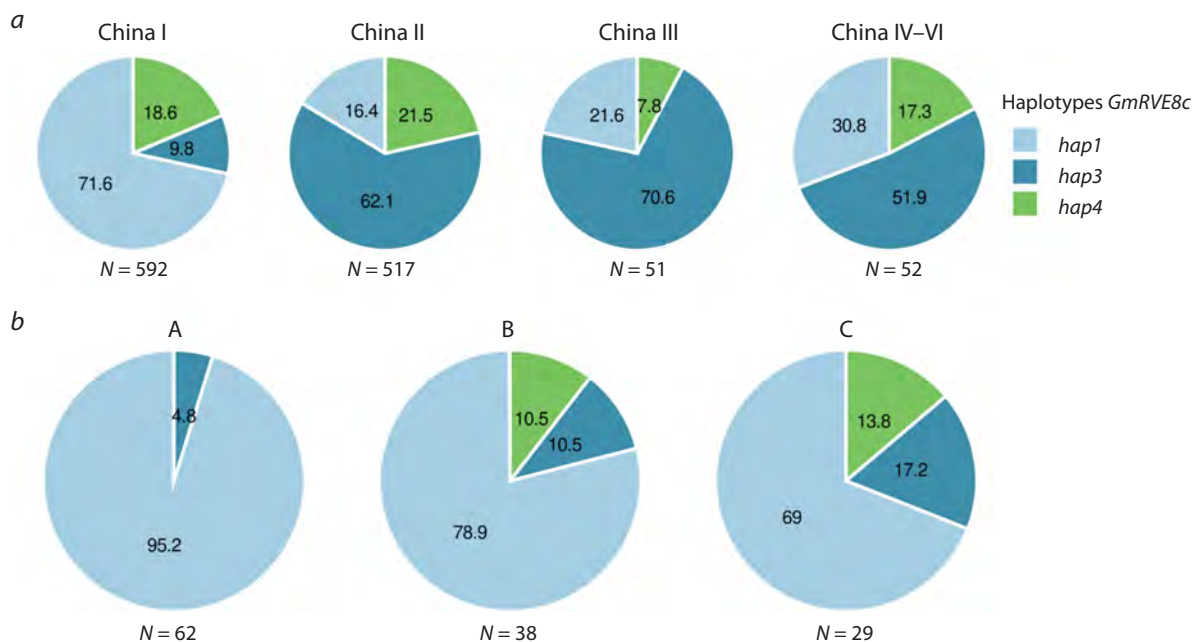 a
China I
China II
China III
China IV–VI
18.6
9.8
71.6
16.4
21.5
62.1
21.6
7.8
70.6
30.8
17.3
51.9
Haplotypes GmRVE8c
hap1
hap3
hap4
N = 592
N = 517
N = 51
N = 52
b
A
B
C
4.8
95.2
10.5
10.5
78.9
13.8
17.2
69
N = 62
N = 38
N = 29